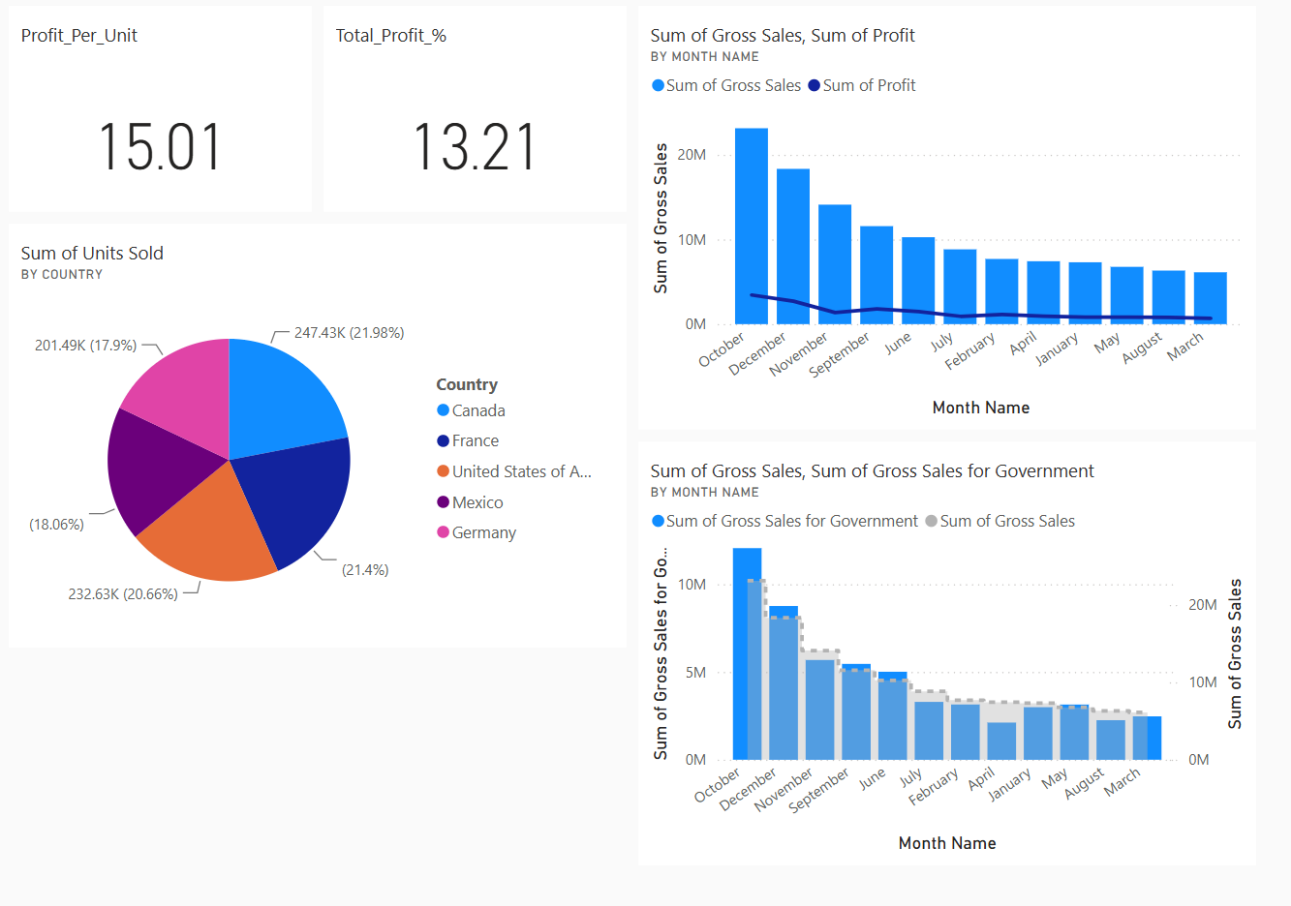 Profit_Per_Unit
15.01
Total_Profit_%
13.21
Sum of Units Sold
BY COUNTRY
247.43K (21.98%)
201.49K (17.9%)
(18.06%)
232.63K (20.66%)
(21.4%)
Country
Canada
France
United States of A...
Mexico
Germany
Sum of Gross Sales, Sum of Profit
BY MONTH NAME
Sum of Gross Sales Sum of Profit
Sum of Gross Sales
20M
10M
0M
October December November September June July February April January May August March
Month Name
Sum of Gross Sales, Sum of Gross Sales for Government
BY MONTH NAME
Sum of Gross Sales for Government Sum of Gross Sales
Sum of Gross Sales for Go...
10M
5M
0M
20M
10M
0M
Sum of Gross Sales
October December November September June July February April January May August March
Month Name